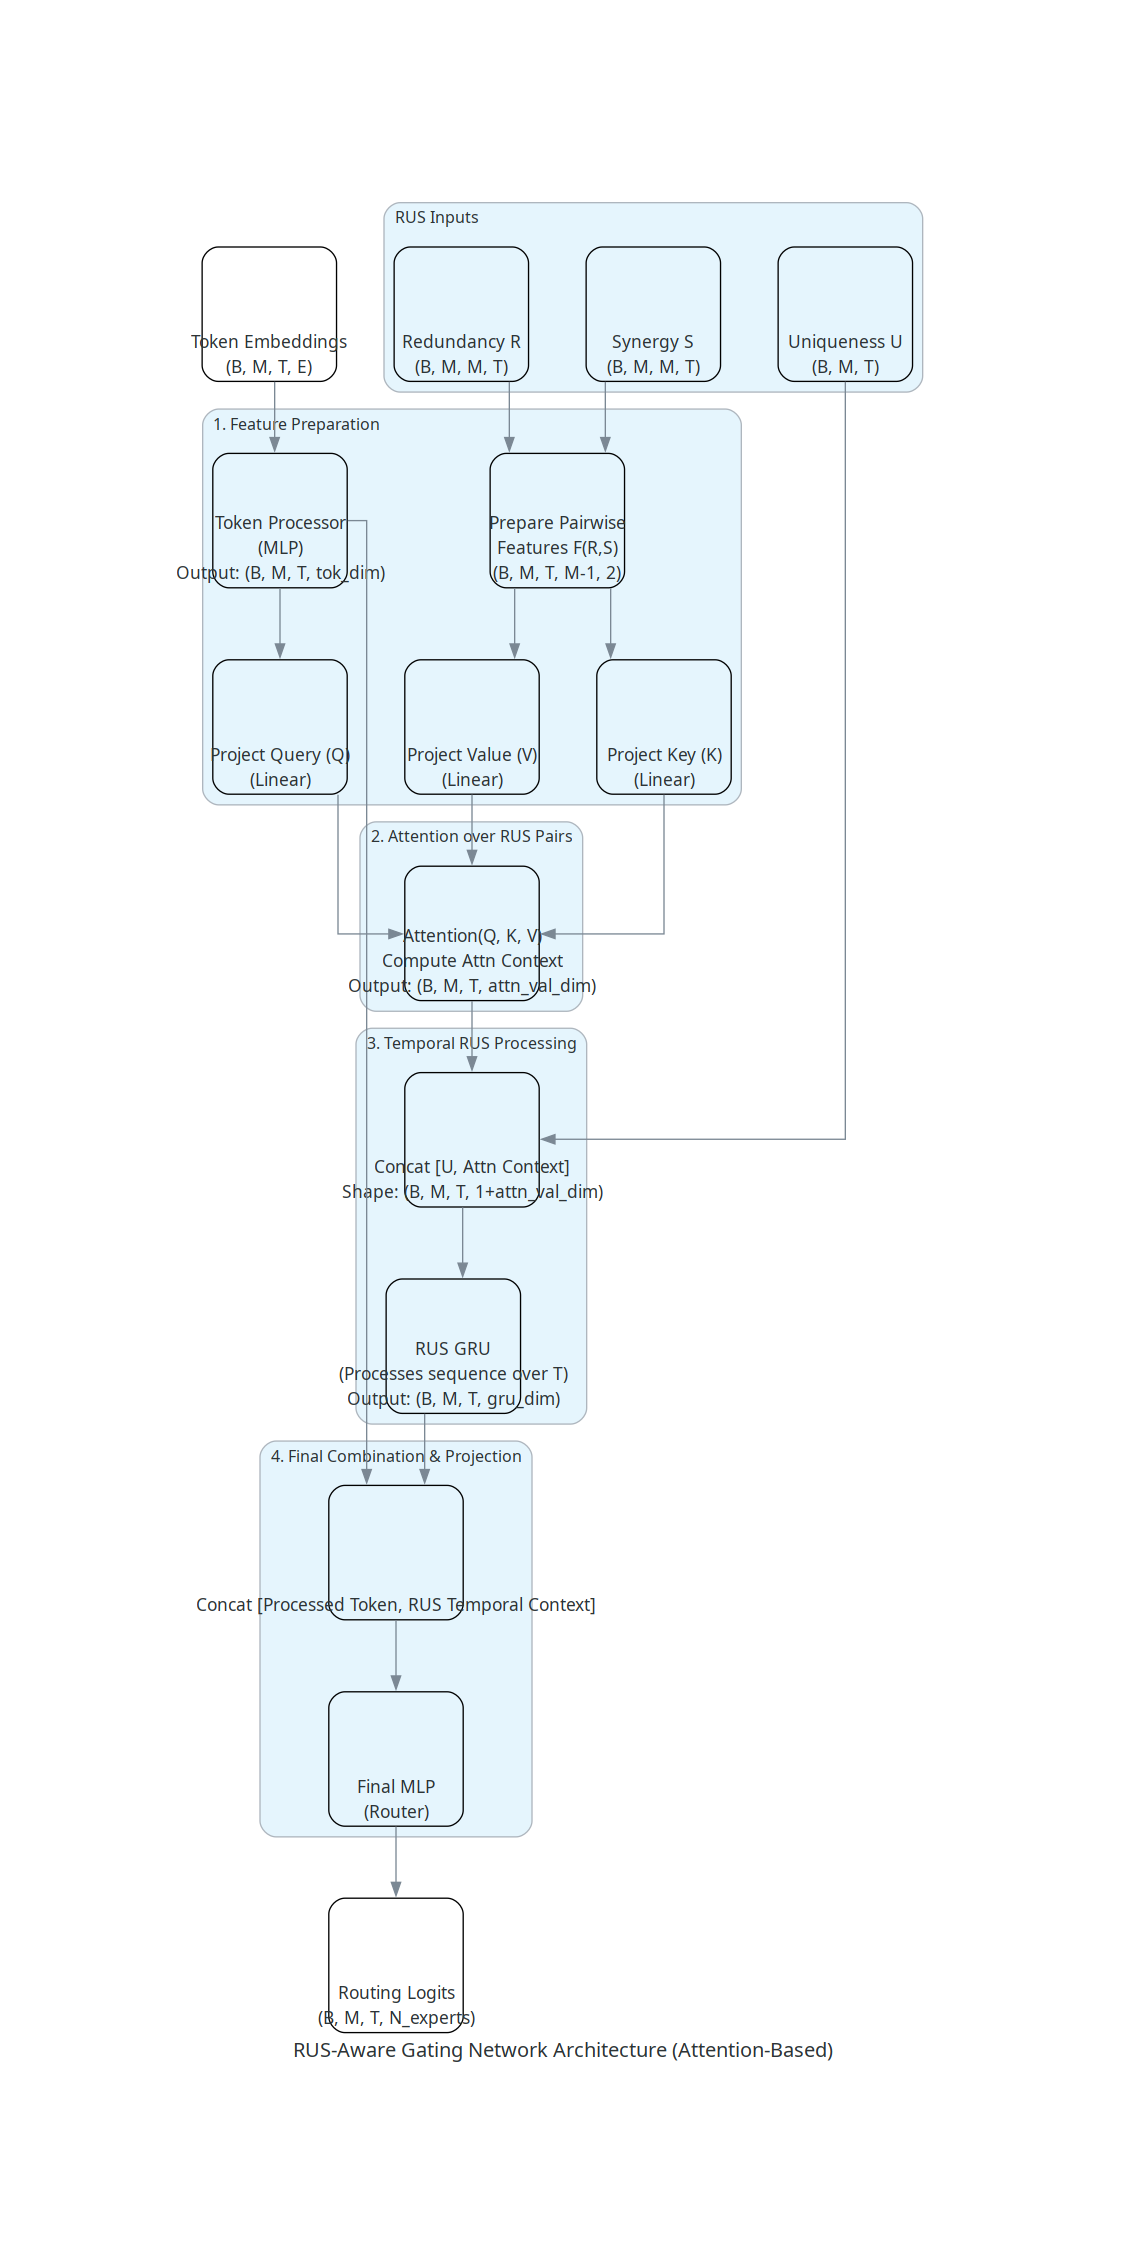 RUS Inputs
Token Embeddings
(B, M, T, E)
Redundancy R
(B, M, M, T)
Synergy S
(B, M, M, T)
Uniqueness U
(B, M, T)
1. Feature Preparation
Token Processor
(MLP)
Output: (B, M, T, tok_dim)
Prepare Pairwise
Features F(R,S)
(B, M, T, M-1, 2)
Project Query (Q)
(Linear)
Project Value (V)
(Linear)
Project Key (K)
(Linear)
2. Attention over RUS Pairs
Attention(Q, K, V)
Compute Attn Context
Output: (B, M, T, attn_val_dim)
3. Temporal RUS Processing
Concat [U, Attn Context]
Shape: (B, M, T, 1+attn_val_dim)
RUS GRU
(Processes sequence over T)
Output: (B, M, T, gru_dim)
4. Final Combination & Projection
Concat [Processed Token, RUS Temporal Context]
Final MLP
(Router)
Routing Logits
(B, M, T, N_experts)
RUS-Aware Gating Network Architecture (Attention-Based)